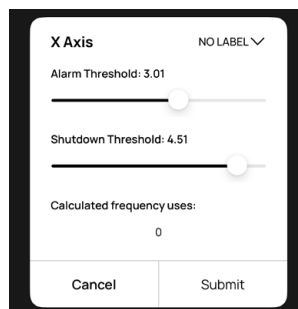 X Axis NO LABEL
Alarm Threshold: 3.01
Shutdown Threshold: 4.51
Calculated frequency uses:
0
Cancel Submit